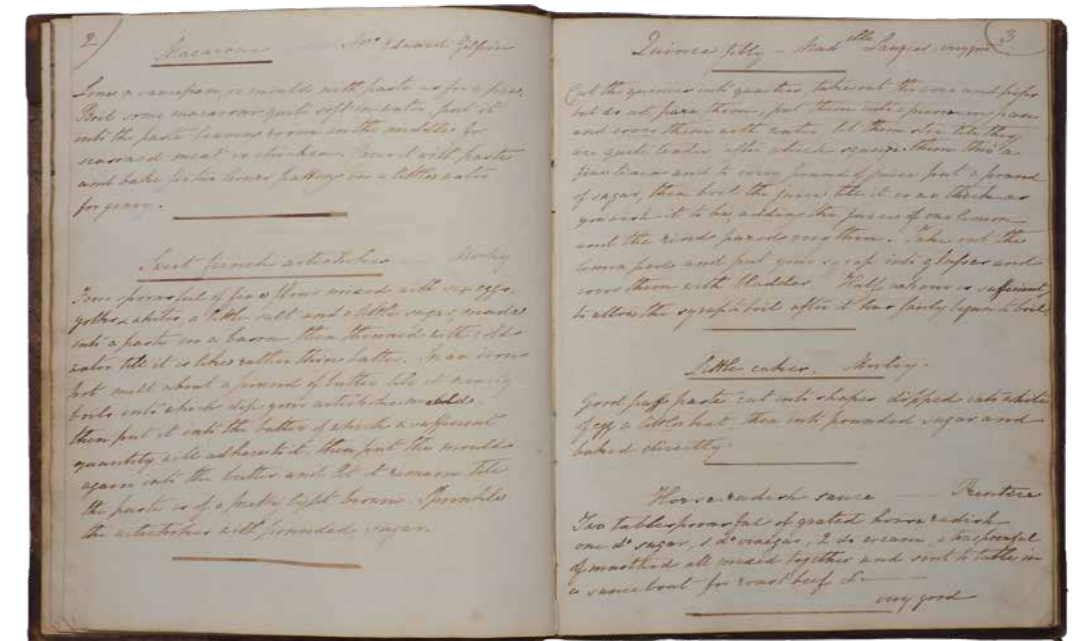 2
Macaroni Mrs Edward Golpin
Line a saucepan or mould with paste as for a pie.
Boil some macaroni quite soft in water put it
into the paste leaving room in the middle for
seasoned meat or chicken. Cover it with paste
and bake for two hours putting in a little water
for gravy.
Sweet french artichokes Morley
Four spoonsful of fine flour mixed with six eggs,
yolks & whites, a little salt and a little sugar, made
into a paste in a bason then thinned with cold
water till it is like rather thin batter. In an iron
pot melt about a pound of butter till it nearly
boils into which dip your artichoke mould
then put it into the batter of which a sufficient
quantity will adhere to it, then put the mould
again into the butter and let it remain till
the paste is of a pretty light brown. Sprinkle
the artichokes with pounded sugar.
3
Quince jelly - Madelle Laugier
Cut the quinces into quarters, take out the core and pips
but do not pare them, put them into a preserving pan
and cover them with water let them stew till they
are quite tender after which squeeze them thro' a
fine linen and to every pound of juice put a pound
of sugar, then boil the juice till it is as thick as
you wish it to be, adding the juice of one lemon
and the rind pared very thin. Take out the
lemon peel and put your syrup into glasses and
cover them with bladder. Half an hour is sufficient
to allow the syrup to boil after it has fairly begun to boil
Little cakes. Morley.
Good puff paste cut into shapes dipped into white
of egg a little beat then into pounded sugar and
baked directly.
Horse radish sauce Prentice
Two tablespoonsful of grated horse radish
one do sugar, 1 do vinegar, 2 do cream, a teaspoonful
of mustard all mixed together and sent to table in
a sauceboat for roast beef &c
very good